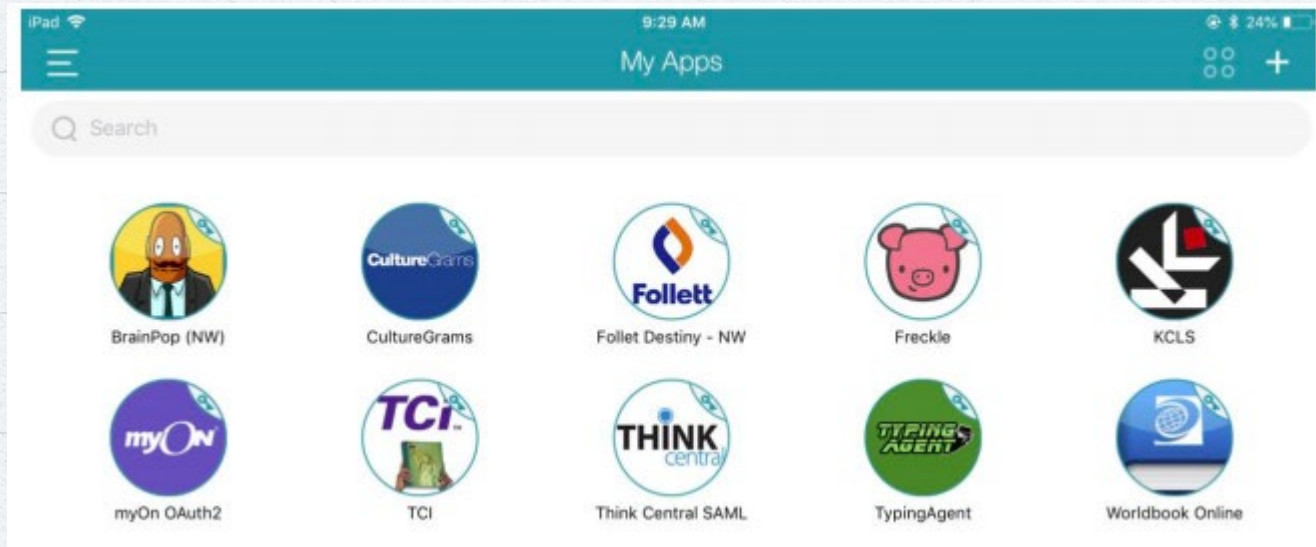 iPad 9:29 AM 24%
My Apps
Search
CultureGrams Follett
BrainPop (NW) CultureGrams Follet Destiny - NW Freckle KCLS
myON TCi THINK central TYPING AGENT
myOn OAuth2 TCI Think Central SAML TypingAgent Worldbook Online